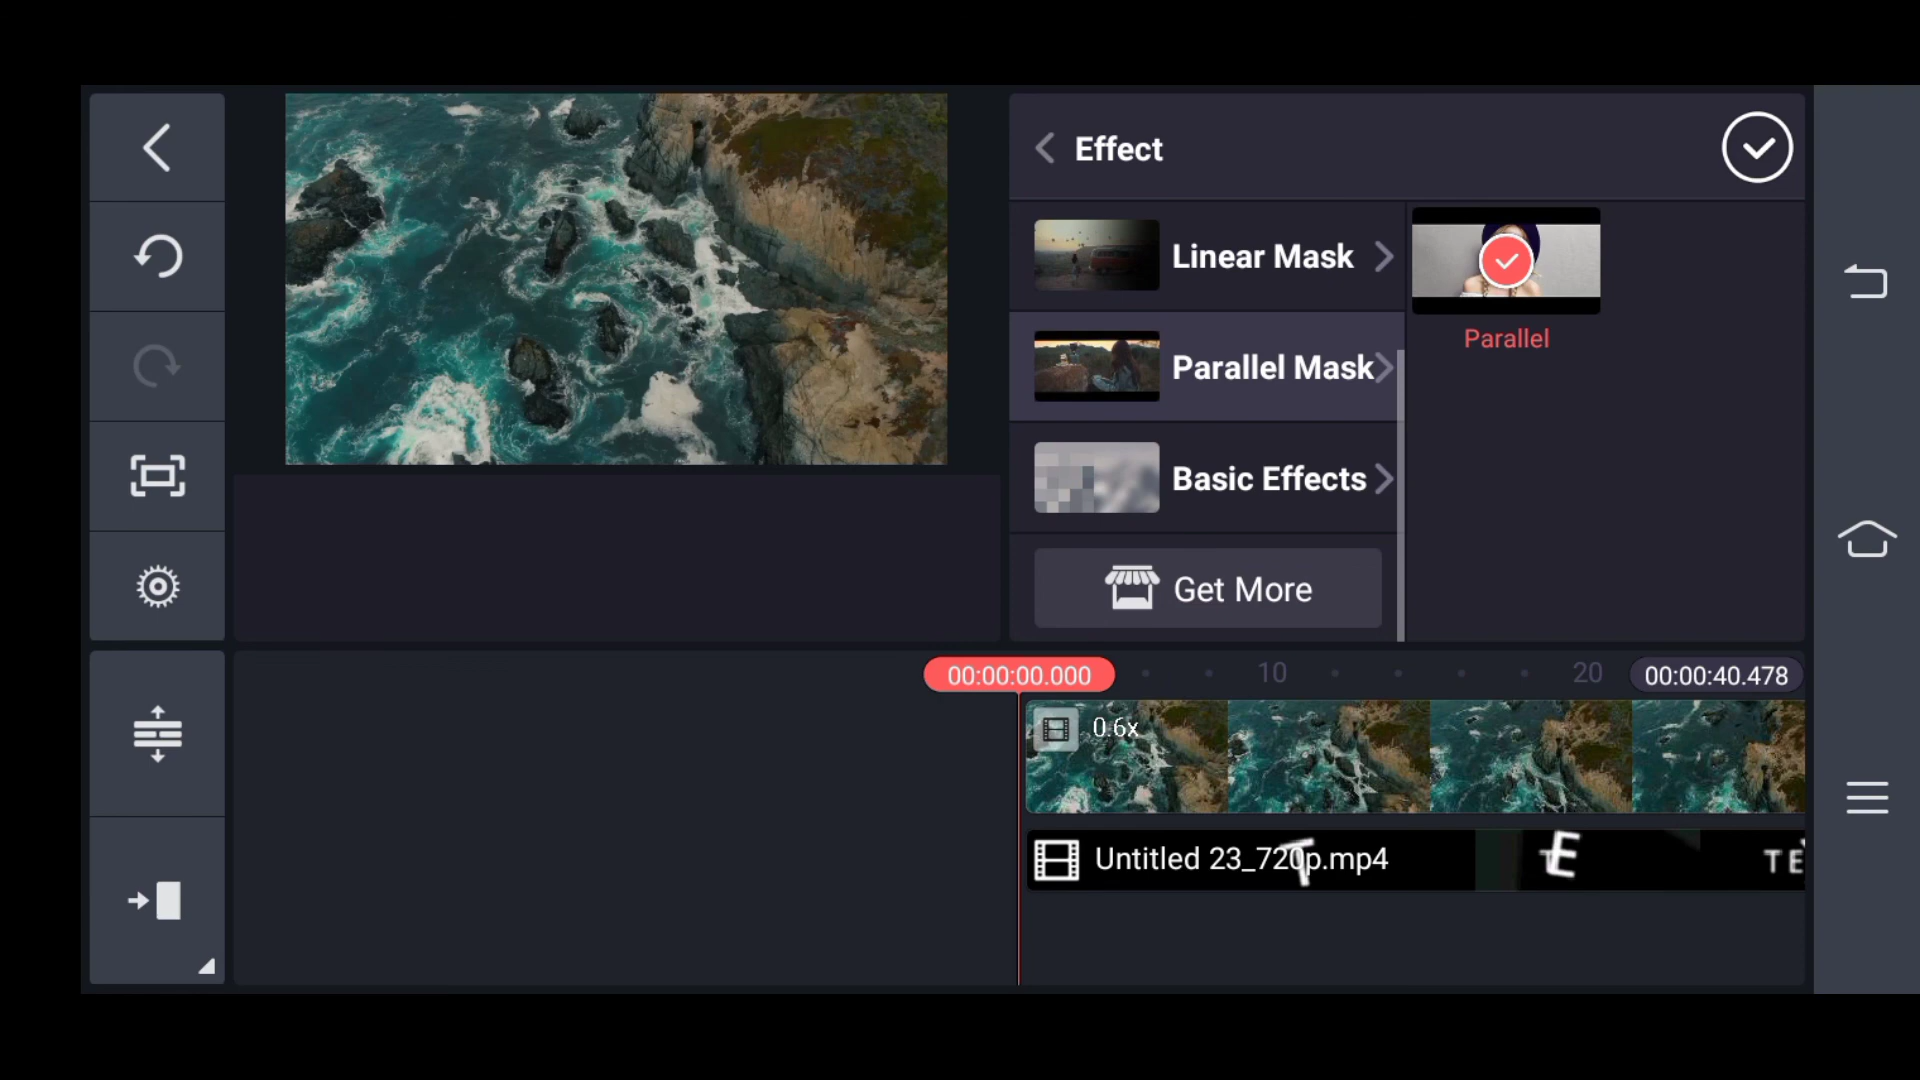 Effect
Linear Mask
Parallel Mask
Basic Effects
Get More
Parallel
00:00:00.000
10
20
00:00:40.478
0.6x
Untitled 23_720p.mp4
T
E
TE